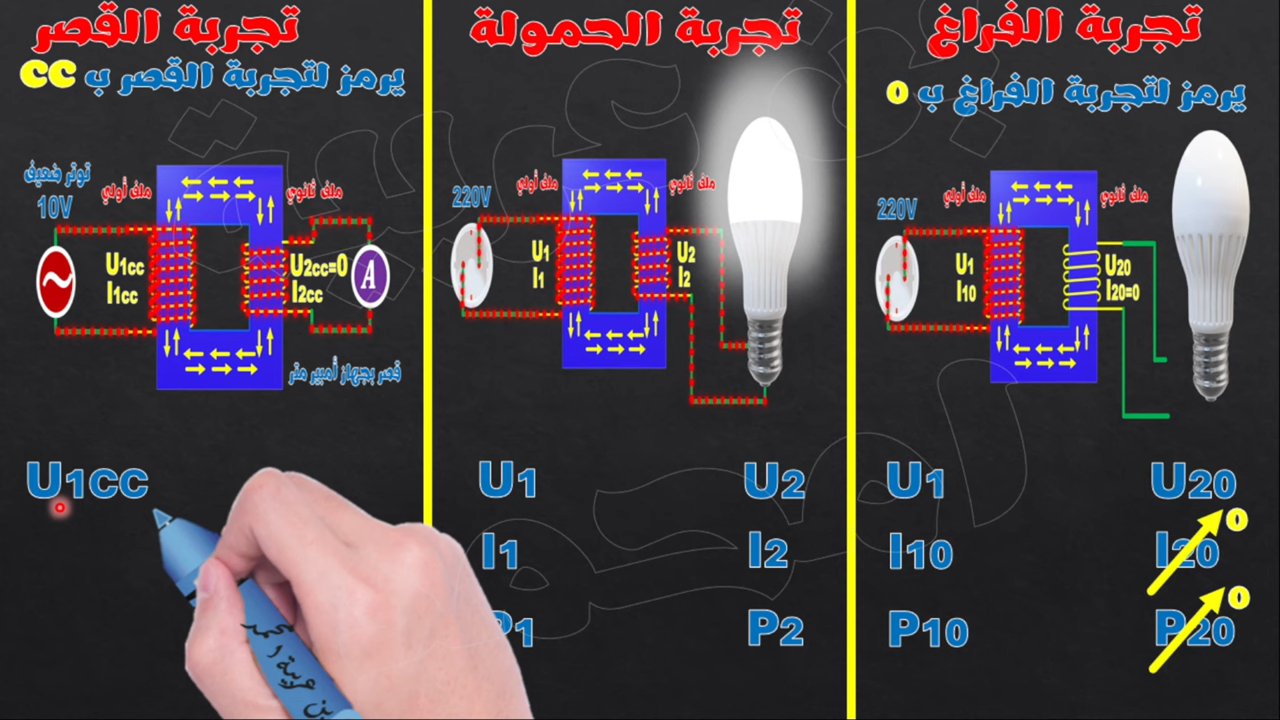 تجربة الفراغ
يرمز لتجربة الفراغ ب o
220V
ملف أولي
ملف ثانوي
U1
I10
U20
I20=0
U1
U20
I10
I20
0
P10
P20
0
تجربة الحمولة
220V
ملف أولي
ملف ثانوي
U1
I1
U2
I2
U1
U2
I1
I2
P1
P2
تجربة القصر
يرمز لتجربة القصر ب CC
توتر ضعيف
10V
ملف أولي
ملف ثانوي
U1cc
I1cc
U2cc=0
I2cc
A
قصر بجهاز أمبير متر
U1CC